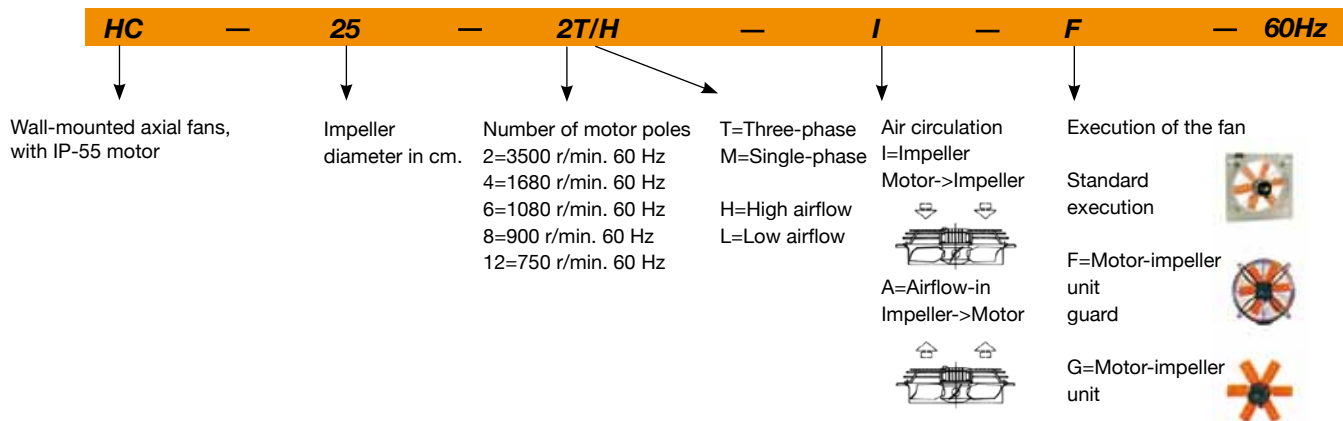 HC — 25 — 2T/H — I — F — 60Hz
Wall-mounted axial fans,
with IP-55 motor
Impeller
diameter in cm.
Number of motor poles
2=3500 r/min. 60 Hz
4=1680 r/min. 60 Hz
6=1080 r/min. 60 Hz
8=900 r/min. 60 Hz
12=750 r/min. 60 Hz
T=Three-phase
M=Single-phase
H=High airflow
L=Low airflow
Air circulation
I=Impeller
Motor->Impeller
A=Airflow-in
Impeller->Motor
Execution of the fan
Standard
execution
F=Motor-impeller
unit
guard
G=Motor-impeller
unit